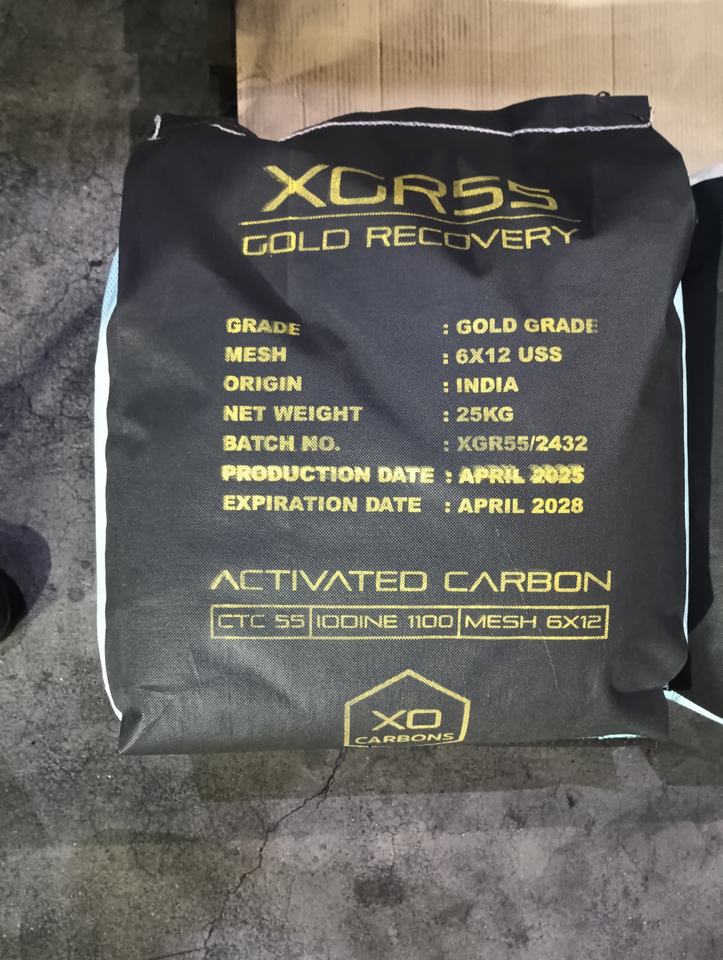 XGR55
GOLD RECOVERY
GRADE : GOLD GRADE
MESH : 6X12 USS
ORIGIN : INDIA
NET WEIGHT : 25KG
BATCH NO. : XGR55/2432
PRODUCTION DATE : APRIL 2025
EXPIRATION DATE : APRIL 2028
ACTIVATED CARBON
CTC 55 IODINE 1100 MESH 6X12
XO
CARBONS